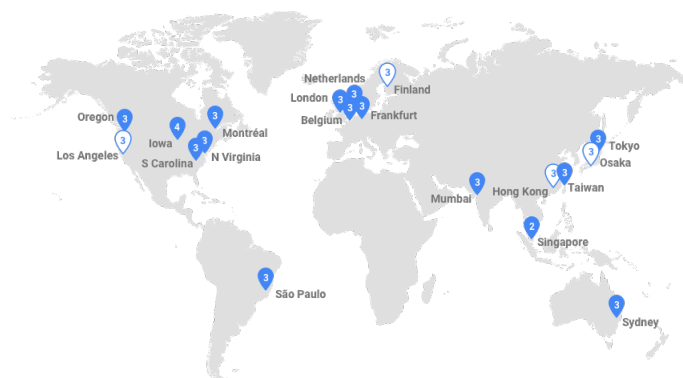 Netherlands
3
Finland
London
3
3
Belgium
3
3
Frankfurt
Oregon
3
4
Iowa
3
Montréal
Los Angeles
3
S Carolina
3
3
N Virginia
3
Tokyo
3
Osaka
Mumbai
3
Hong Kong
3
3
Taiwan
2
Singapore
3
São Paulo
3
Sydney